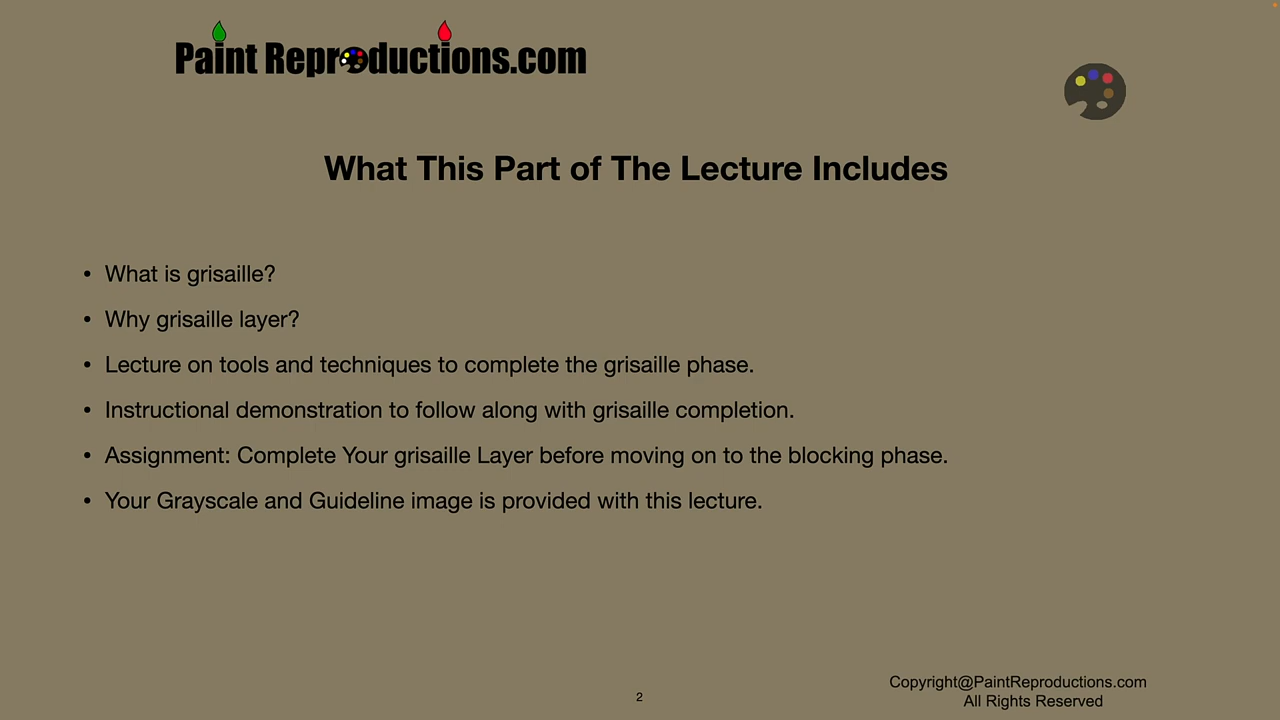 Paint Reproductions.com
What This Part of The Lecture Includes
• What is grisaille?
• Why grisaille layer?
• Lecture on tools and techniques to complete the grisaille phase.
• Instructional demonstration to follow along with grisaille completion.
• Assignment: Complete Your grisaille Layer before moving on to the blocking phase.
• Your Grayscale and Guideline image is provided with this lecture.
Copyright@PaintReproductions.com
All Rights Reserved
2